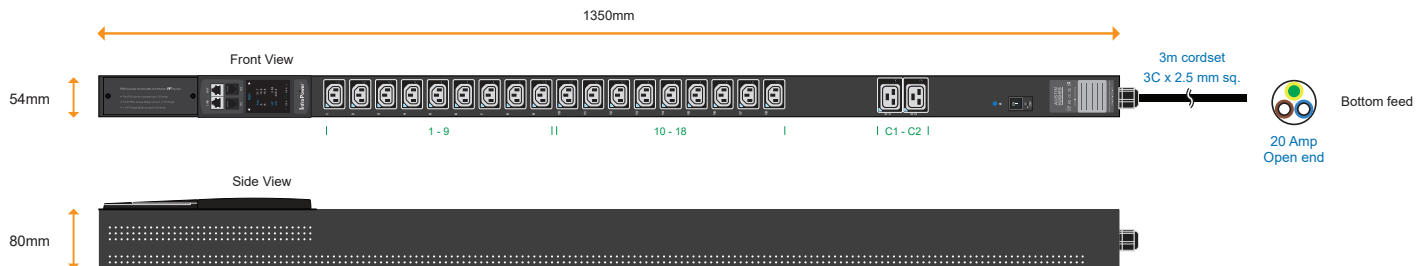 1350mm
Front View
54mm
InfraPower
1 - 9
10 - 18
C1 - C2
3m cordset
3C x 2.5 mm sq.
20 Amp
Open end
Bottom feed
Side View
80mm